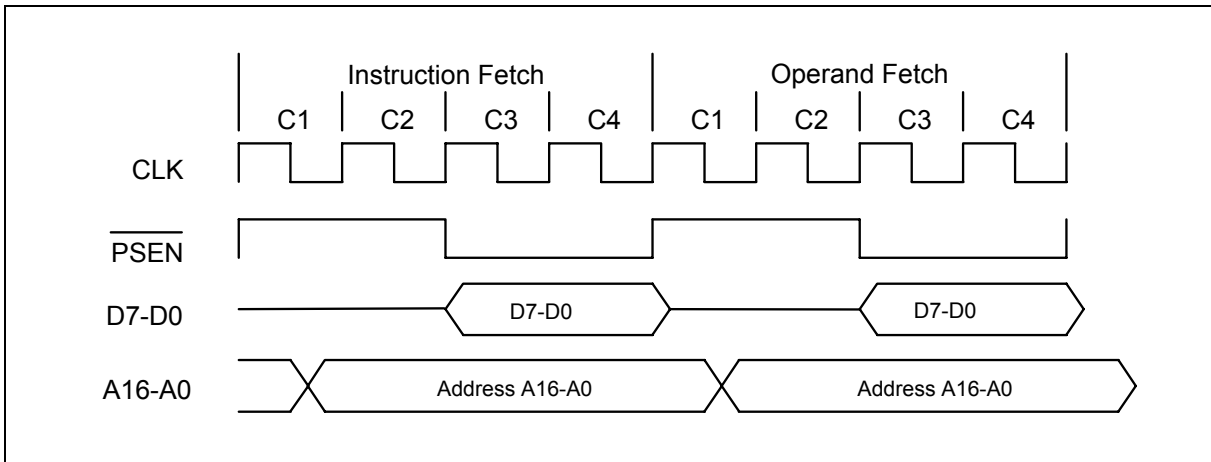 Instruction Fetch Operand Fetch
C1 C2 C3 C4 C1 C2 C3 C4
CLK
PSEN
D7-D0 D7-D0 D7-D0
A16-A0 Address A16-A0 Address A16-A0